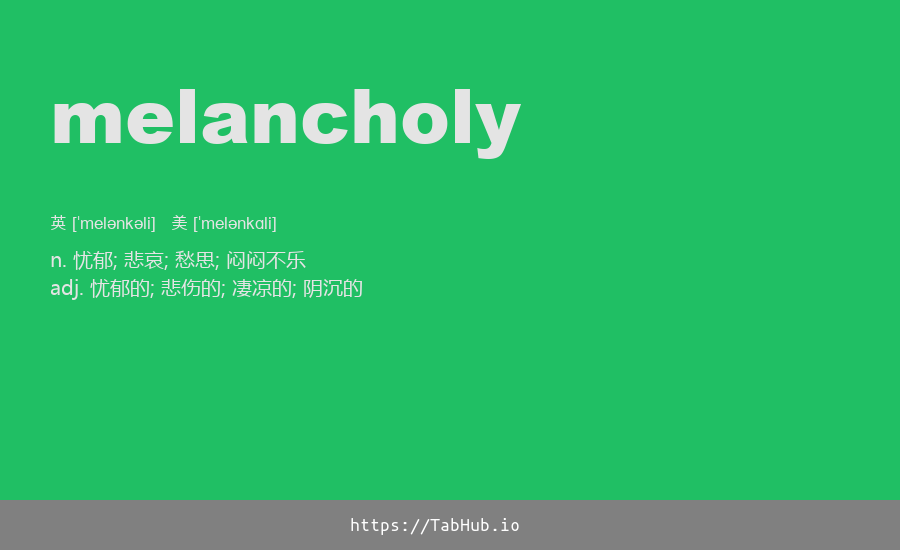 melancholy
英 [ˈmelənkəli] 美 [ˈmelənkɑli]
n. 忧郁; 悲哀; 愁思; 闷闷不乐
adj. 忧郁的; 悲伤的; 凄凉的; 阴沉的
https://TabHub.io